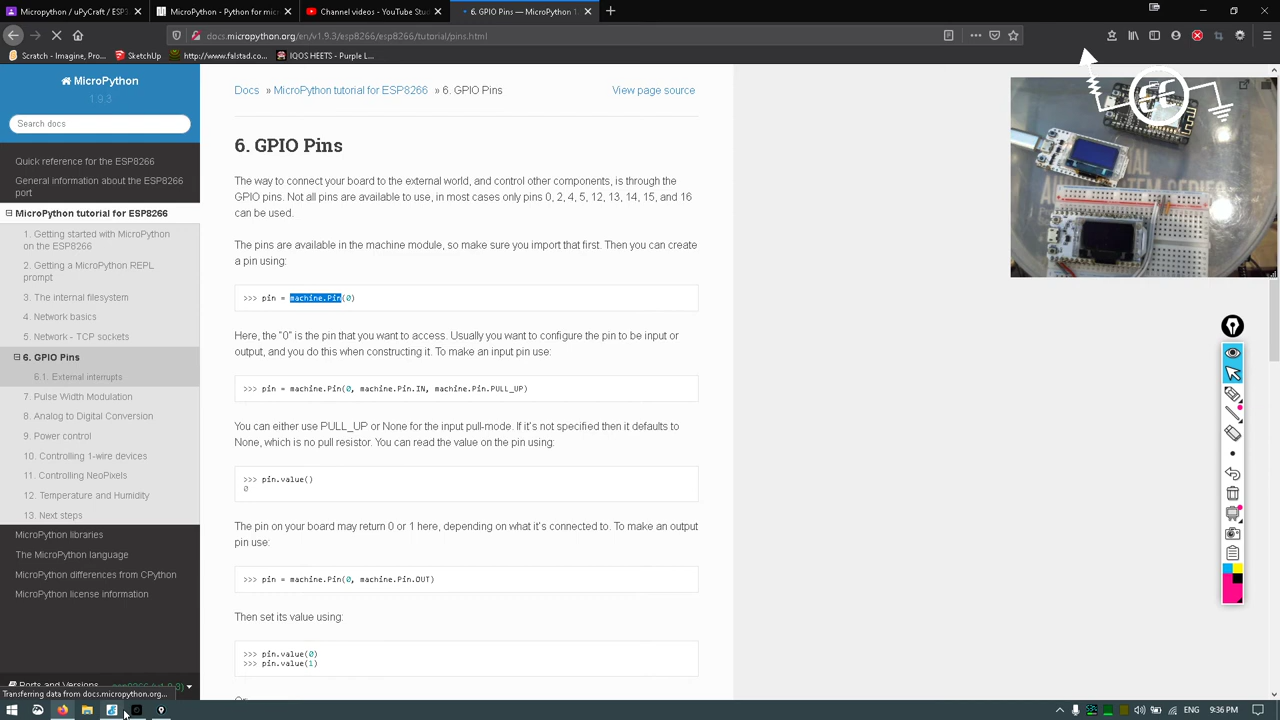 Micropython / uPyCraft / ESP
MicroPython - Python for micr
Channel videos - YouTube Stud
6. GPIO Pins — MicroPython 1
docs.micropython.org/en/v1.9.3/esp8266/esp8266/tutorial/pins.html
Scratch - Imagine, Pro...
SketchUp
http://www.falstad.co...
IQOS HEETS - Purple L...
MicroPython
1.9.3
Search docs
Quick reference for the ESP8266
General information about the ESP8266
port
MicroPython tutorial for ESP8266
1. Getting started with MicroPython
on the ESP8266
2. Getting a MicroPython REPL
prompt
3. The internal filesystem
4. Network basics
5. Network - TCP sockets
6. GPIO Pins
6.1. External interrupts
7. Pulse Width Modulation
8. Analog to Digital Conversion
9. Power control
10. Controlling 1-wire devices
11. Controlling NeoPixels
12. Temperature and Humidity
13. Next steps
MicroPython libraries
The MicroPython language
MicroPython differences from CPython
MicroPython license information
Ports and Versions esp8266 (v1.9.3)
Transferring data from docs.micropython.org...
Docs » MicroPython tutorial for ESP8266 » 6. GPIO Pins
View page source
6. GPIO Pins
The way to connect your board to the external world, and control other components, is through the
GPIO pins. Not all pins are available to use, in most cases only pins 0, 2, 4, 5, 12, 13, 14, 15, and 16
can be used.
The pins are available in the machine module, so make sure you import that first. Then you can create
a pin using:
>>> pin = machine.Pin(0)
Here, the "0" is the pin that you want to access. Usually you want to configure the pin to be input or
output, and you do this when constructing it. To make an input pin use:
>>> pin = machine.Pin(0, machine.Pin.IN, machine.Pin.PULL_UP)
You can either use PULL_UP or None for the input pull-mode. If it's not specified then it defaults to
None, which is no pull resistor. You can read the value on the pin using:
>>> pin.value()
0
The pin on your board may return 0 or 1 here, depending on what it's connected to. To make an output
pin use:
>>> pin = machine.Pin(0, machine.Pin.OUT)
Then set its value using:
>>> pin.value(0)
>>> pin.value(1)
Or:
ENG
9:36 PM